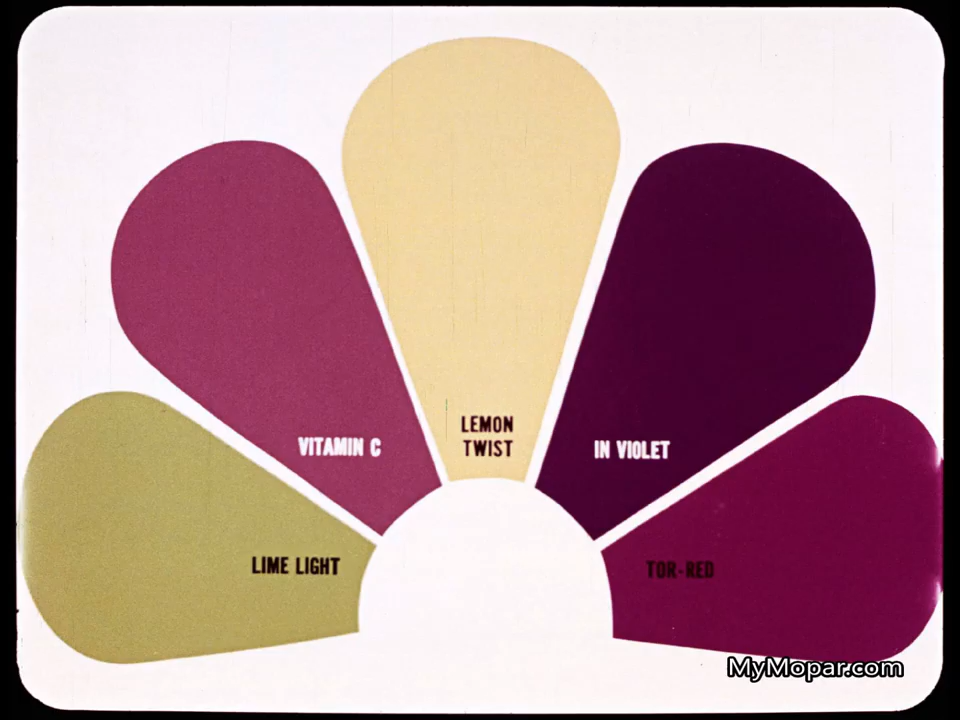 LEMON
TWIST
VITAMIN C
IN VIOLET
LIME LIGHT
TOR-RED
MyMopar.com